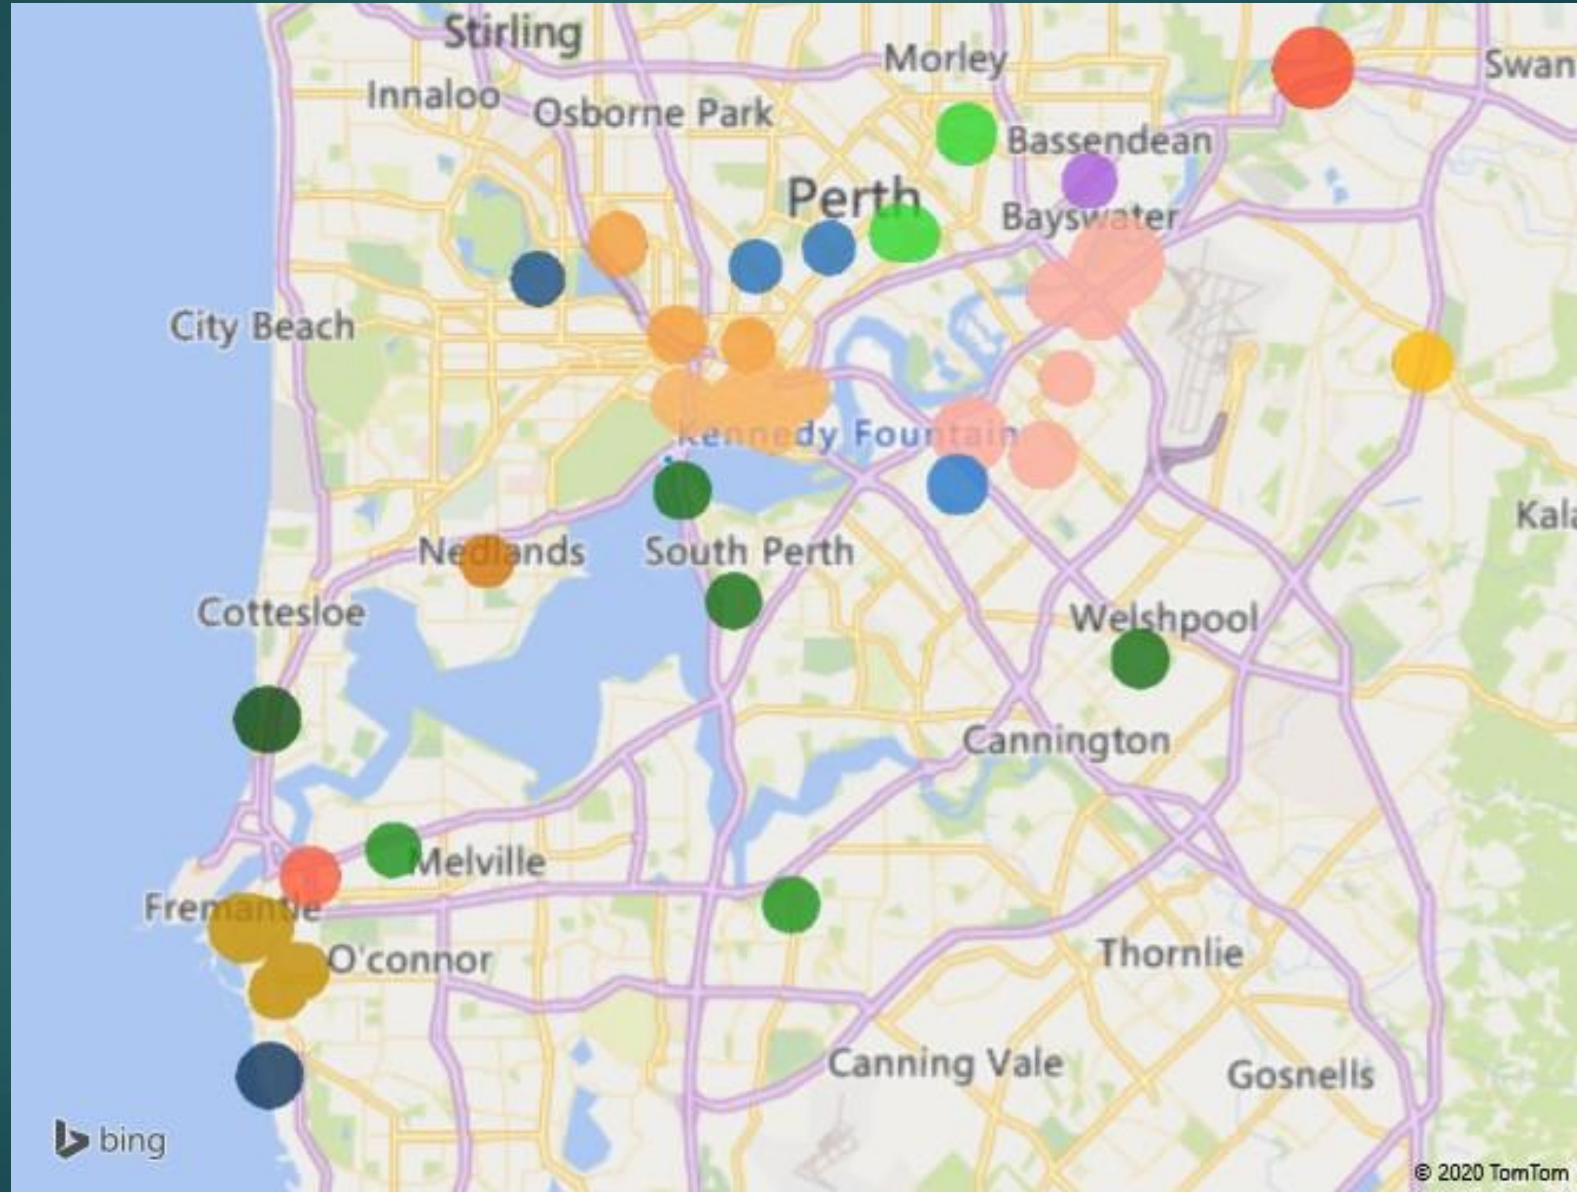 Stirling
Morley
Swan
Innaloo
Osborne Park
Bassendean
Perth
Bayswater
City Beach
Kennedy Fountain
Kala
Nedlands
South Perth
Cottesloe
Welshpool
Cannington
Melville
Fremantle
O'connor
Thornlie
Canning Vale
Gosnells
bing
© 2020 TomTom